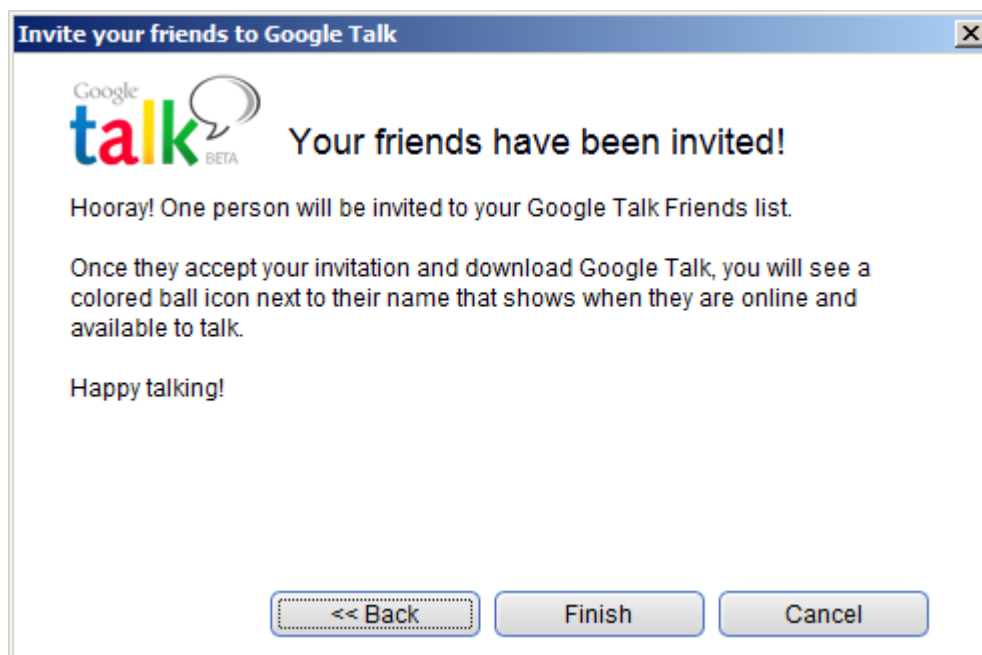 Invite your friends to Google Talk
Google
talk
BETA
Your friends have been invited!
Hooray! One person will be invited to your Google Talk Friends list.
Once they accept your invitation and download Google Talk, you will see a
colored ball icon next to their name that shows when they are online and
available to talk.
Happy talking!
<< Back
Finish
Cancel